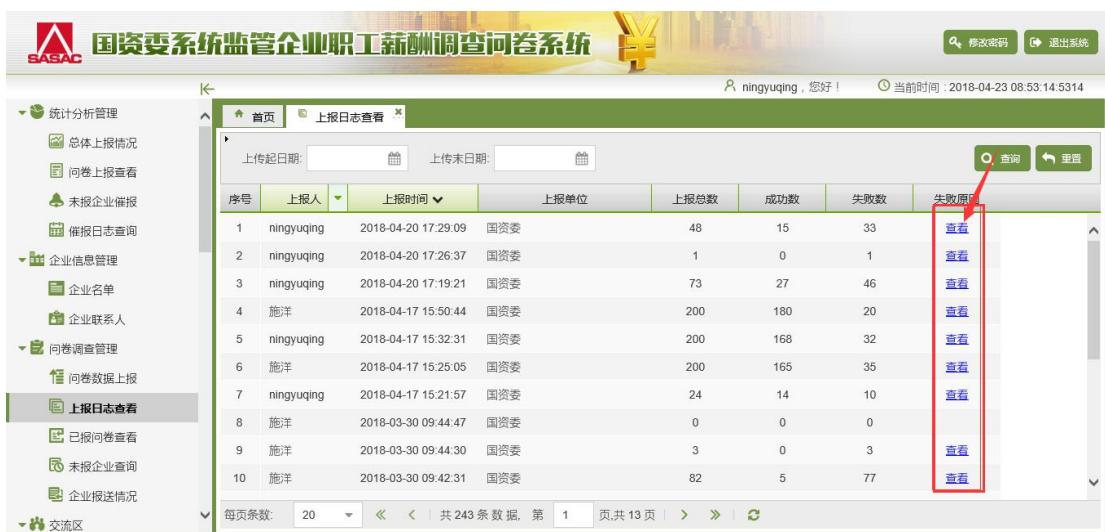 SASAC 国资委系统监管企业职工薪酬调查问卷系统 修改密码 退出系统
ningyuqing，您好！ 当前时间：2018-04-23 08:53:14:5314
统计分析管理
总体上报情况
问卷上报查看
未报企业催报
催报日志查询
企业信息管理
企业名单
企业联系人
问卷调查管理
问卷数据上报
上报日志查看
已报问卷查看
未报企业查询
企业报送情况
交流区
首页 上报日志查看
上传起日期: 上传末日期: 查询 重置
序号 上报人 上报时间 上报单位 上报总数 成功数 失败数 失败原因
1 ningyuqing 2018-04-20 17:29:09 国资委 48 15 33 查看
2 ningyuqing 2018-04-20 17:26:37 国资委 1 0 1 查看
3 ningyuqing 2018-04-20 17:19:21 国资委 73 27 46 查看
4 施洋 2018-04-17 15:50:44 国资委 200 180 20 查看
5 ningyuqing 2018-04-17 15:32:31 国资委 200 168 32 查看
6 施洋 2018-04-17 15:25:05 国资委 200 165 35 查看
7 ningyuqing 2018-04-17 15:21:57 国资委 24 14 10 查看
8 施洋 2018-03-30 09:44:47 国资委 0 0 0
9 施洋 2018-03-30 09:44:30 国资委 3 0 3 查看
10 施洋 2018-03-30 09:42:31 国资委 82 5 77 查看
每页条数: 20 共 243 条 数 据, 第 1 页,共 13 页